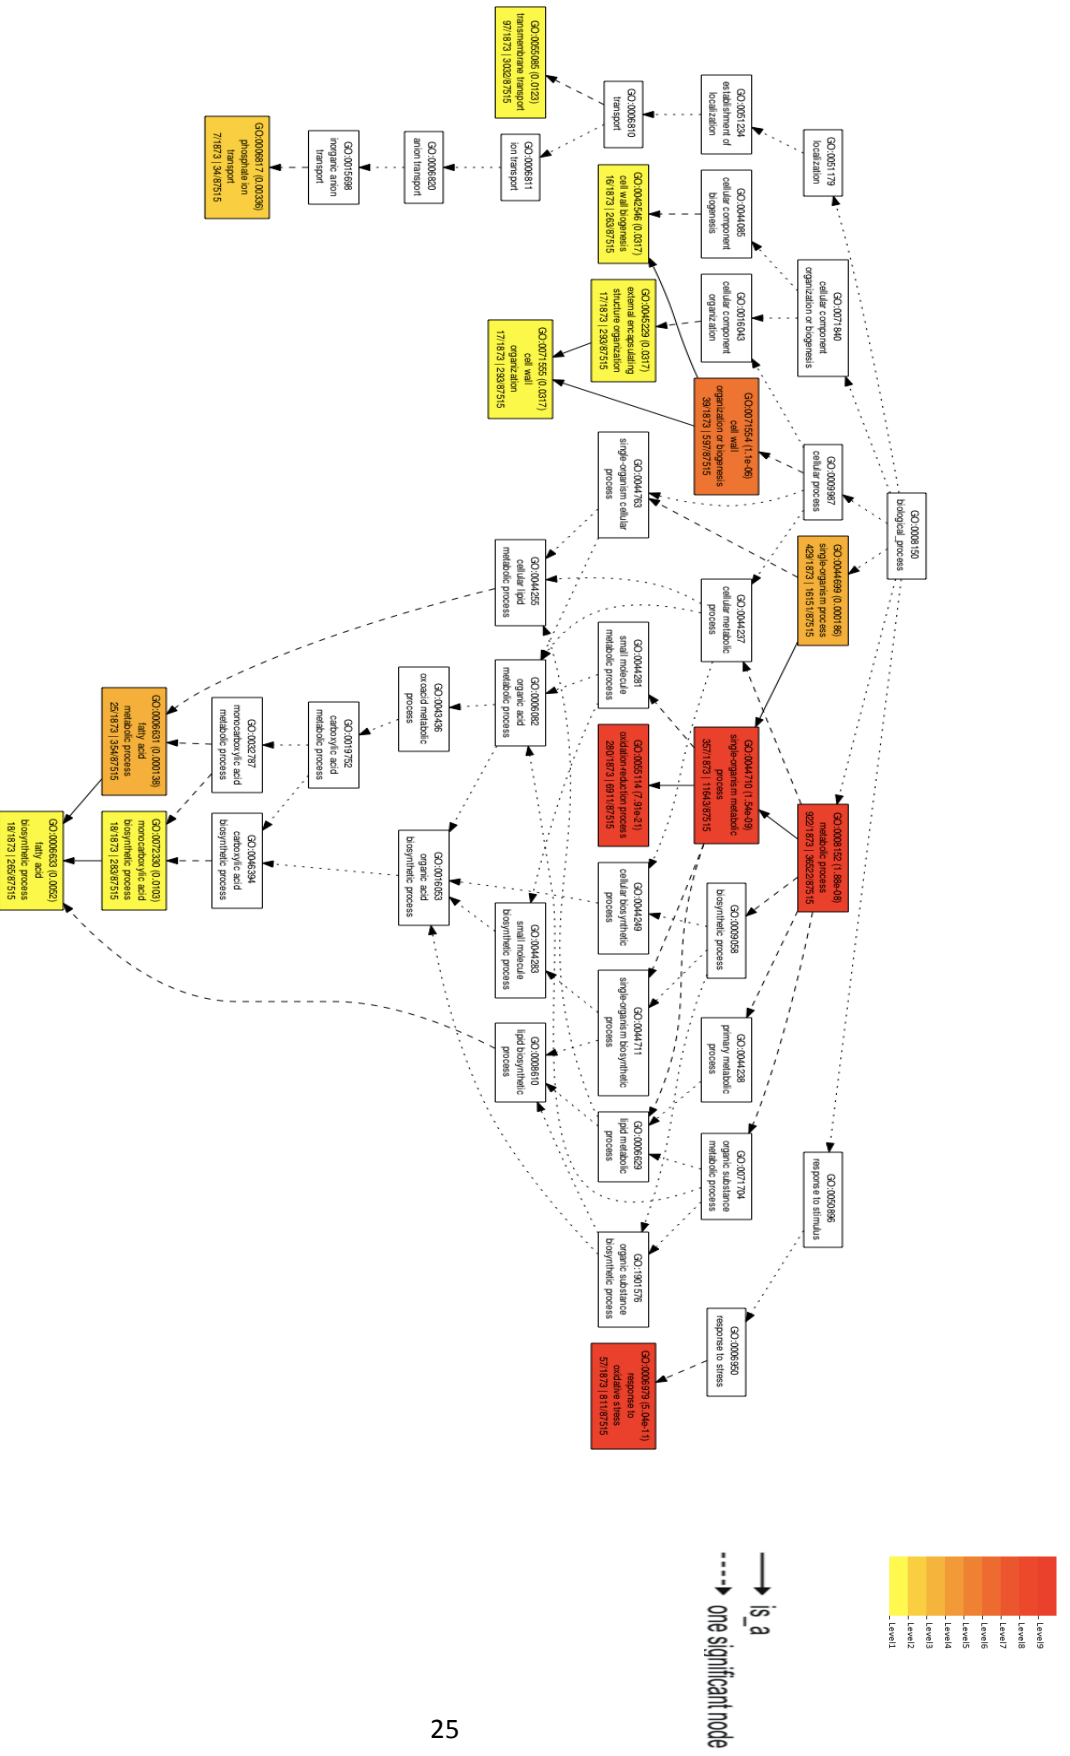 GO:0008150
biological_process
GO:0051179
localization
GO:0071840
cellular component
organization or biogenesis
GO:0009987
cellular process
GO:0044699 (0.000186)
single-organism process
429/1873 | 16151/87515
GO:0008152 (1.88e-08)
metabolic process
922/1873 | 36522/87515
GO:0050896
response to stimulus
GO:0051234
establishment of
localization
GO:0044085
cellular component
biogenesis
GO:0016043
cellular component
organization
GO:0071554 (1.1e-06)
cell wall
organization or biogenesis
39/1873 | 597/87515
GO:0044237
cellular metabolic
process
GO:0044710 (1.54e-09)
single-organism metabolic
process
357/1873 | 11643/87515
GO:0009058
biosynthetic process
GO:0044238
primary metabolic
process
GO:0071704
organic substance
metabolic process
GO:0006950
response to stress
GO:0006810
transport
GO:0042546 (0.0317)
cell wall biogenesis
16/1873 | 263/87515
GO:0045229 (0.0317)
external encapsulating
structure organization
17/1873 | 293/87515
GO:0044763
single-organism cellular
process
GO:0044281
small molecule
metabolic process
GO:0055114 (7.91e-21)
oxidation-reduction process
280/1873 | 6911/87515
GO:0044249
cellular biosynthetic
process
GO:0044711
single-organism biosynthetic
process
GO:0006629
lipid metabolic
process
GO:1901576
organic substance
biosynthetic process
GO:0006979 (5.04e-11)
response to
oxidative stress
57/1873 | 811/87515
GO:0055085 (0.0123)
transmembrane transport
97/1873 | 3032/87515
GO:0006811
ion transport
GO:0071555 (0.0317)
cell wall
organization
17/1873 | 293/87515
GO:0044255
cellular lipid
metabolic process
GO:0006082
organic acid
metabolic process
GO:0044283
small molecule
biosynthetic process
GO:0008610
lipid biosynthetic
process
GO:0006820
anion transport
GO:0043436
oxoacid metabolic
process
GO:0016053
organic acid
biosynthetic process
GO:0015698
inorganic anion
transport
GO:0019752
carboxylic acid
metabolic process
GO:0006817 (0.00336)
phosphate ion
transport
7/1873 | 34/87515
GO:0032787
monocarboxylic acid
metabolic process
GO:0046394
carboxylic acid
biosynthetic process
GO:0006631 (0.000138)
fatty acid
metabolic process
25/1873 | 354/87515
GO:0072330 (0.0103)
monocarboxylic acid
biosynthetic process
18/1873 | 283/87515
GO:0006633 (0.0052)
fatty acid
biosynthetic process
18/1873 | 265/87515
Level9
Level8
Level7
Level6
Level5
Level4
Level3
Level2
Level1
is_a
one significant node
25